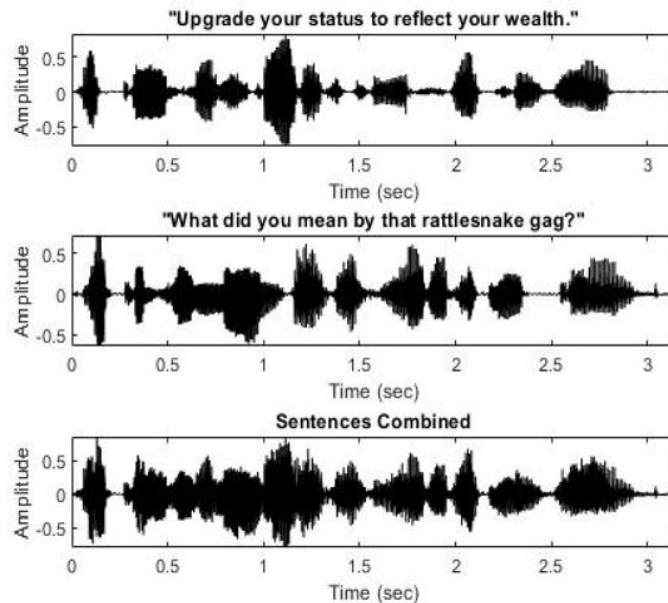 "Upgrade your status to reflect your wealth."
Amplitude
0.5
0
-0.5
0 0.5 1 1.5 2 2.5 3
Time (sec)
"What did you mean by that rattlesnake gag?"
Amplitude
0.5
0
-0.5
0 0.5 1 1.5 2 2.5 3
Time (sec)
Sentences Combined
Amplitude
0.5
0
-0.5
0 0.5 1 1.5 2 2.5 3
Time (sec)